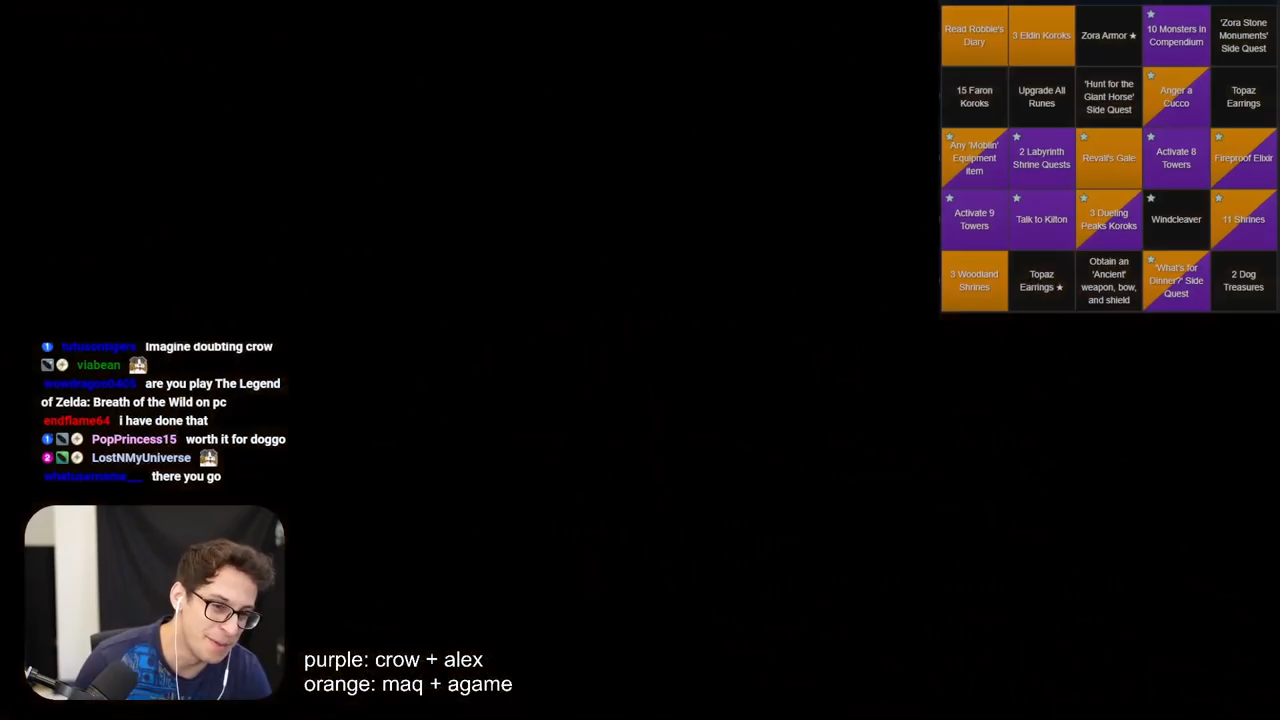 Read Robbie's
Diary
3 Eldin Koroks
Zora Armor ★
10 Monsters in
Compendium
'Zora Stone
Monuments'
Side Quest
15 Faron
Koroks
Upgrade All
Runes
'Hunt for the
Giant Horse'
Side Quest
Anger a
Cucco
Topaz
Earrings
Any 'Moblin'
Equipment
Item
2 Labyrinth
Shrine Quests
Revali's Gale
Activate 8
Towers
Fireproof Elixir
Activate 9
Towers
Talk to Kilton
3 Dueling
Peaks Koroks
Windcleaver
11 Shrines
3 Woodland
Shrines
Topaz
Earrings ★
Obtain an
'Ancient'
weapon, bow,
and shield
'What's for
Dinner?' Side
Quest
2 Dog
Treasures
Imagine doubting crow
viabean
wowdragon0405 are you play The Legend
of Zelda: Breath of the Wild on pc
endflame64 i have done that
PopPrincess15 worth it for doggo
LostNMyUniverse
whatusername__ there you go
purple: crow + alex
orange: maq + agame